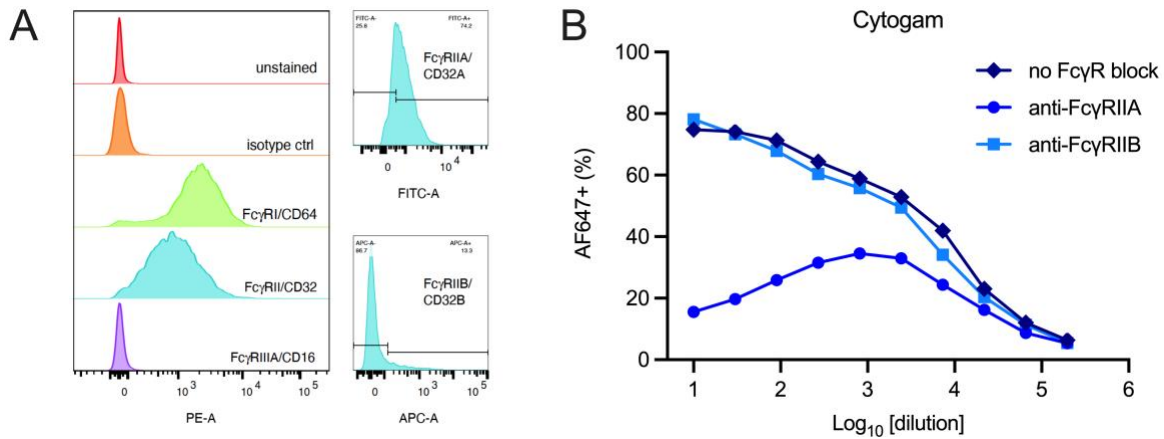 A
unstained
isotype ctrl
FcγRI/CD64
FcγRII/CD32
FcγRIIIA/CD16
0 10³ 10⁴ 10⁵
PE-A
FITC-A- FITC-A+
25.8 74.2
FcγRIIA/
CD32A
0 10⁴
FITC-A
APC-A- APC-A+
86.7 13.3
FcγRIIB/
CD32B
0 10³ 10⁵
APC-A
B
Cytogam
100
80
60
40
20
0
AF647+ (%)
no FcγR block
anti-FcγRIIA
anti-FcγRIIB
1 2 3 4 5 6
Log₁₀ [dilution]